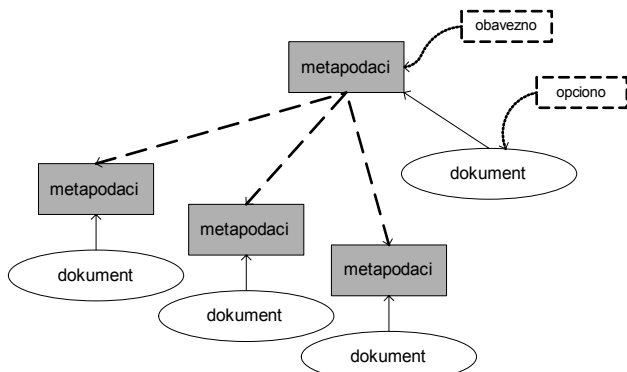 obavezno
metapodaci
opciono
dokument
metapodaci
metapodaci
dokument
metapodaci
dokument
dokument